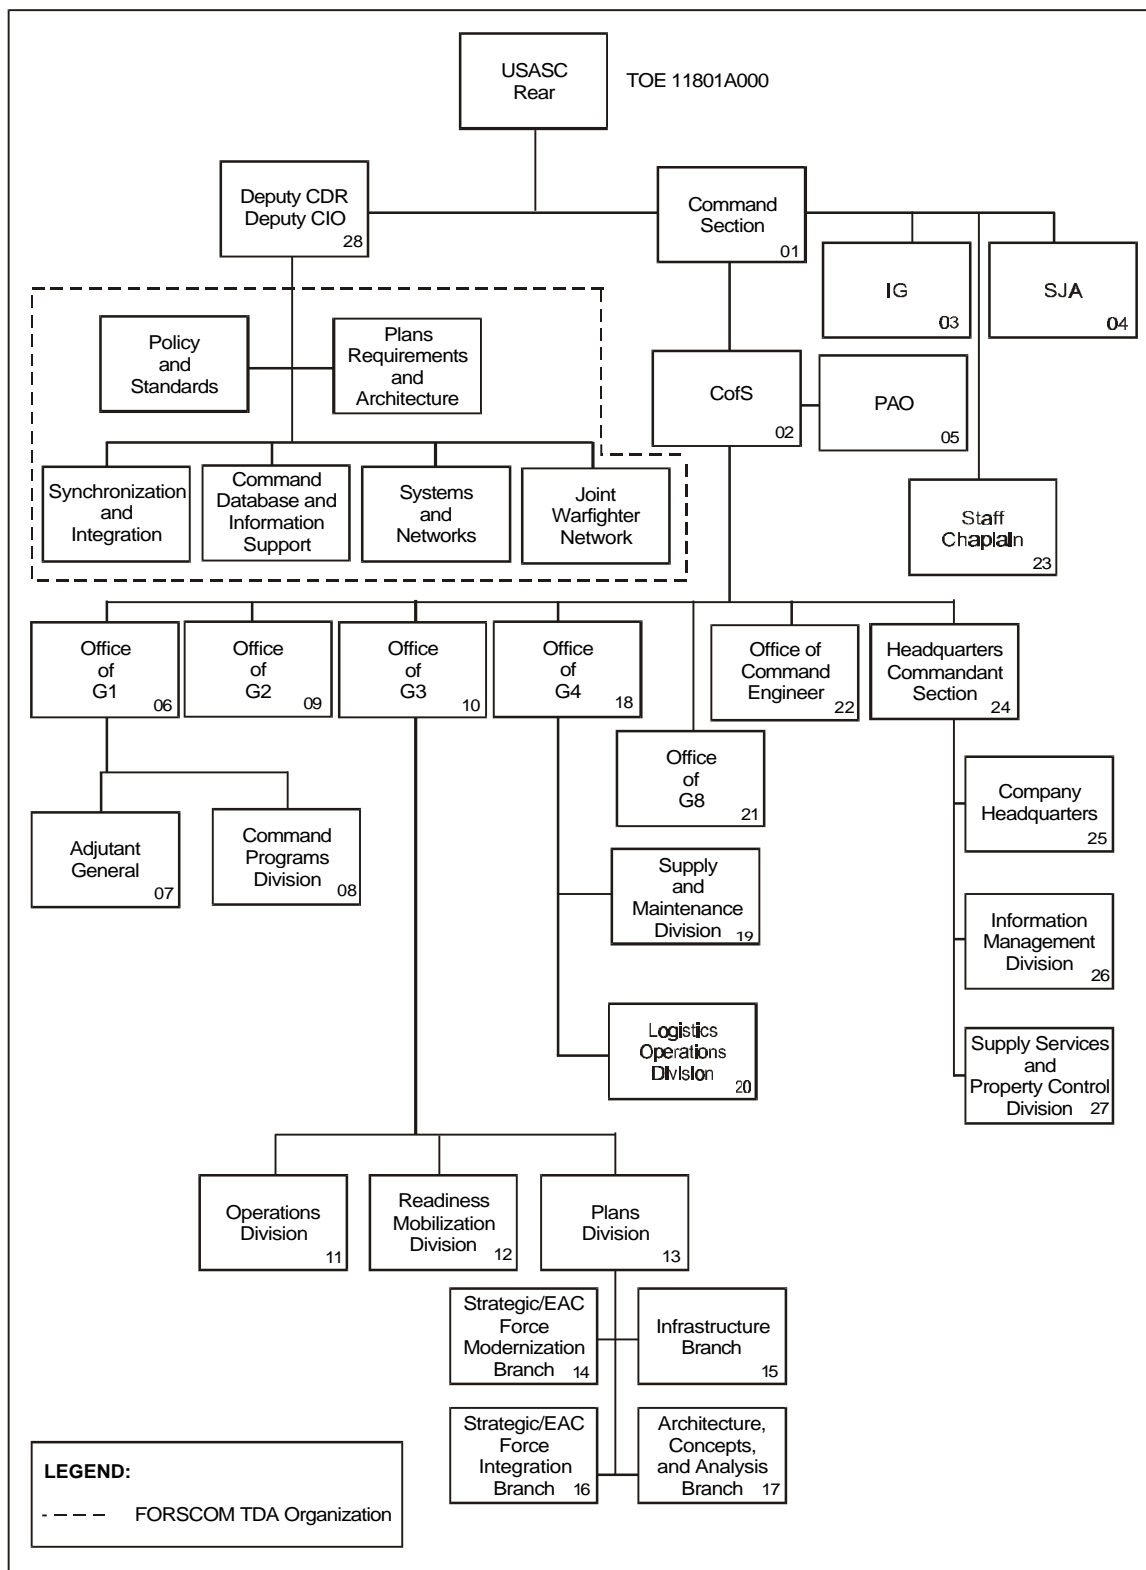 USASC
Rear
TOE 11801A000
Deputy CDR
Deputy CIO
28
Command
Section
01
IG
03
SJA
04
Policy
and
Standards
Plans
Requirements
and
Architecture
CofS
02
PAO
05
Synchronization
and
Integration
Command
Database and
Information
Support
Systems
and
Networks
Joint
Warfighter
Network
Staff
Chaplain
23
Office
of
G1
06
Office
of
G2
09
Office
of
G3
10
Office
of
G4
18
Office of
Command
Engineer
22
Headquarters
Commandant
Section
24
Office
of
G8
21
Company
Headquarters
25
Adjutant
General
07
Command
Programs
Division
08
Supply
and
Maintenance
Division
19
Information
Management
Division
26
Logistics
Operations
Division
20
Supply Services
and
Property Control
Division
27
Operations
Division
11
Readiness
Mobilization
Division
12
Plans
Division
13
Strategic/EAC
Force
Modernization
Branch
14
Infrastructure
Branch
15
Strategic/EAC
Force
Integration
Branch
16
Architecture,
Concepts,
and Analysis
Branch
17
LEGEND:
FORSCOM TDA Organization